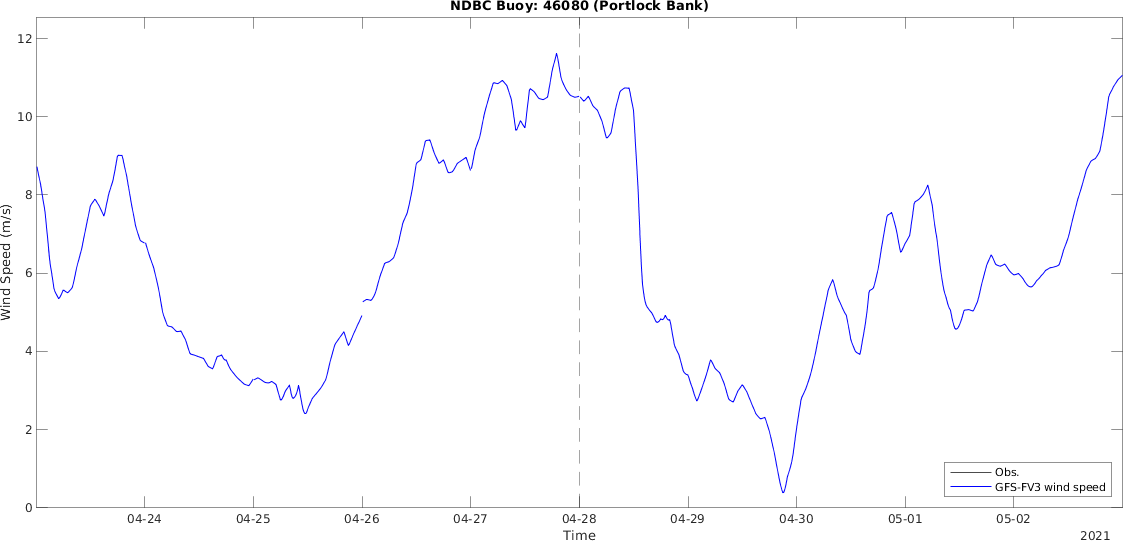 NDBC Buoy: 46080 (Portlock Bank)
12
10
8
6
4
2
0
Wind Speed (m/s)
Obs.
GFS-FV3 wind speed
04-24 04-25 04-26 04-27 04-28 04-29 04-30 05-01 05-02
Time
2021